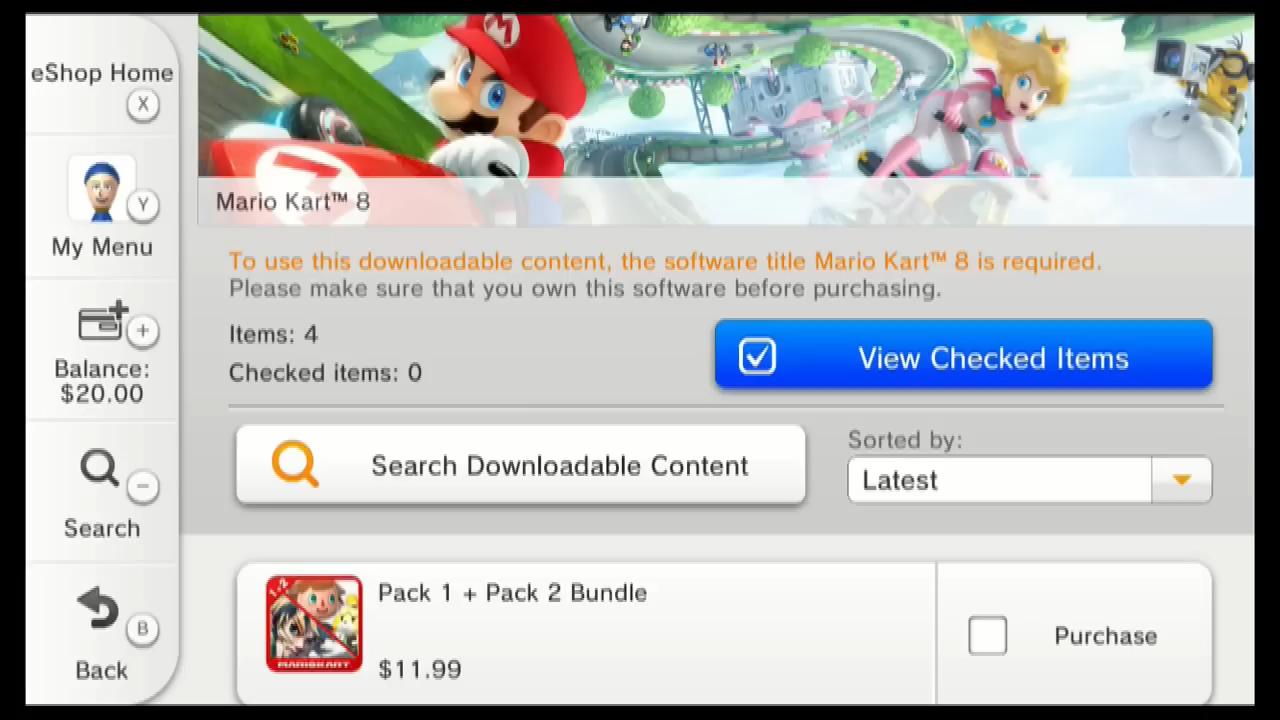 eShop Home
X
Y
My Menu
+
Balance:
$20.00
-
Search
B
Back
M
M
Mario Kart™ 8
To use this downloadable content, the software title Mario Kart™ 8 is required.
Please make sure that you own this software before purchasing.
Items: 4
Checked items: 0
View Checked Items
Search Downloadable Content
Sorted by:
Latest
1+2
MARIOKART
Pack 1 + Pack 2 Bundle
$11.99
Purchase